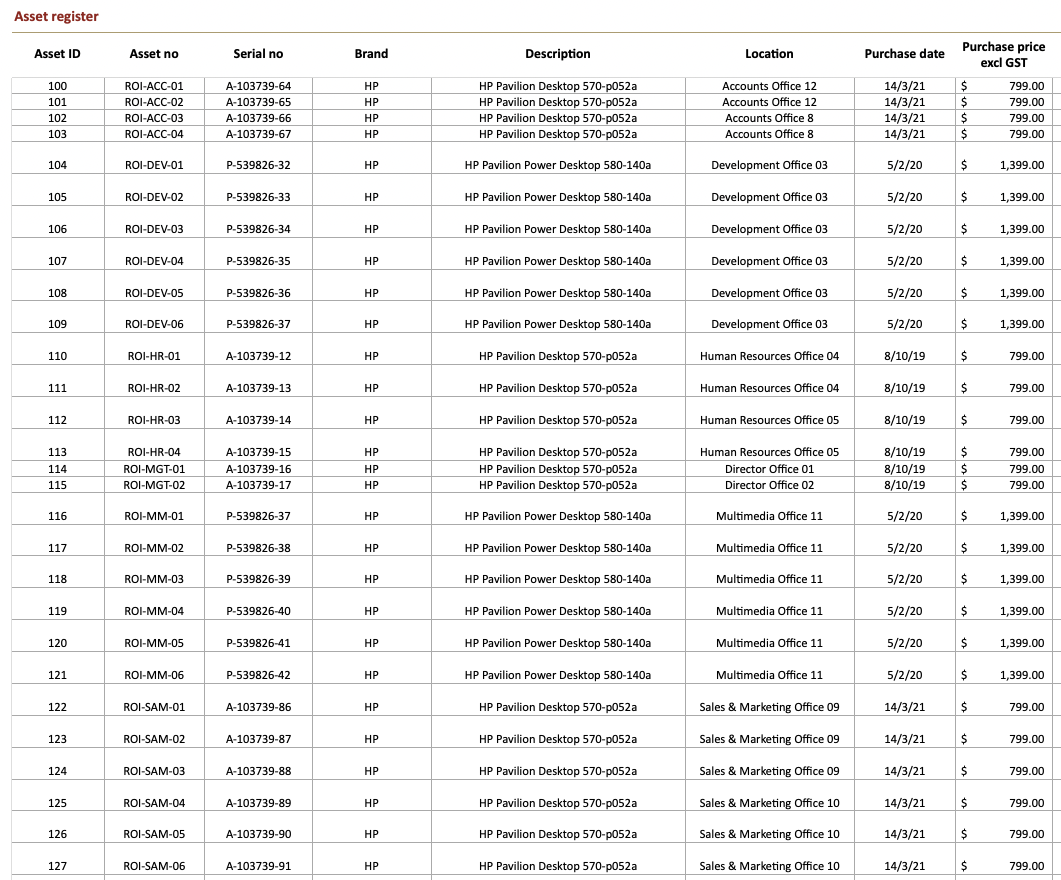 Asset register
Asset ID Asset no Serial no Brand Description Location Purchase date Purchase price excl GST
100 ROI-ACC-01 A-103739-64 HP HP Pavilion Desktop 570-p052a Accounts Office 12 14/3/21 $ 799.00
101 ROI-ACC-02 A-103739-65 HP HP Pavilion Desktop 570-p052a Accounts Office 12 14/3/21 $ 799.00
102 ROI-ACC-03 A-103739-66 HP HP Pavilion Desktop 570-p052a Accounts Office 8 14/3/21 $ 799.00
103 ROI-ACC-04 A-103739-67 HP HP Pavilion Desktop 570-p052a Accounts Office 8 14/3/21 $ 799.00
104 ROI-DEV-01 P-539826-32 HP HP Pavilion Power Desktop 580-140a Development Office 03 5/2/20 $ 1,399.00
105 ROI-DEV-02 P-539826-33 HP HP Pavilion Power Desktop 580-140a Development Office 03 5/2/20 $ 1,399.00
106 ROI-DEV-03 P-539826-34 HP HP Pavilion Power Desktop 580-140a Development Office 03 5/2/20 $ 1,399.00
107 ROI-DEV-04 P-539826-35 HP HP Pavilion Power Desktop 580-140a Development Office 03 5/2/20 $ 1,399.00
108 ROI-DEV-05 P-539826-36 HP HP Pavilion Power Desktop 580-140a Development Office 03 5/2/20 $ 1,399.00
109 ROI-DEV-06 P-539826-37 HP HP Pavilion Power Desktop 580-140a Development Office 03 5/2/20 $ 1,399.00
110 ROI-HR-01 A-103739-12 HP HP Pavilion Desktop 570-p052a Human Resources Office 04 8/10/19 $ 799.00
111 ROI-HR-02 A-103739-13 HP HP Pavilion Desktop 570-p052a Human Resources Office 04 8/10/19 $ 799.00
112 ROI-HR-03 A-103739-14 HP HP Pavilion Desktop 570-p052a Human Resources Office 05 8/10/19 $ 799.00
113 ROI-HR-04 A-103739-15 HP HP Pavilion Desktop 570-p052a Human Resources Office 05 8/10/19 $ 799.00
114 ROI-MGT-01 A-103739-16 HP HP Pavilion Desktop 570-p052a Director Office 01 8/10/19 $ 799.00
115 ROI-MGT-02 A-103739-17 HP HP Pavilion Desktop 570-p052a Director Office 02 8/10/19 $ 799.00
116 ROI-MM-01 P-539826-37 HP HP Pavilion Power Desktop 580-140a Multimedia Office 11 5/2/20 $ 1,399.00
117 ROI-MM-02 P-539826-38 HP HP Pavilion Power Desktop 580-140a Multimedia Office 11 5/2/20 $ 1,399.00
118 ROI-MM-03 P-539826-39 HP HP Pavilion Power Desktop 580-140a Multimedia Office 11 5/2/20 $ 1,399.00
119 ROI-MM-04 P-539826-40 HP HP Pavilion Power Desktop 580-140a Multimedia Office 11 5/2/20 $ 1,399.00
120 ROI-MM-05 P-539826-41 HP HP Pavilion Power Desktop 580-140a Multimedia Office 11 5/2/20 $ 1,399.00
121 ROI-MM-06 P-539826-42 HP HP Pavilion Power Desktop 580-140a Multimedia Office 11 5/2/20 $ 1,399.00
122 ROI-SAM-01 A-103739-86 HP HP Pavilion Desktop 570-p052a Sales & Marketing Office 09 14/3/21 $ 799.00
123 ROI-SAM-02 A-103739-87 HP HP Pavilion Desktop 570-p052a Sales & Marketing Office 09 14/3/21 $ 799.00
124 ROI-SAM-03 A-103739-88 HP HP Pavilion Desktop 570-p052a Sales & Marketing Office 09 14/3/21 $ 799.00
125 ROI-SAM-04 A-103739-89 HP HP Pavilion Desktop 570-p052a Sales & Marketing Office 10 14/3/21 $ 799.00
126 ROI-SAM-05 A-103739-90 HP HP Pavilion Desktop 570-p052a Sales & Marketing Office 10 14/3/21 $ 799.00
127 ROI-SAM-06 A-103739-91 HP HP Pavilion Desktop 570-p052a Sales & Marketing Office 10 14/3/21 $ 799.00